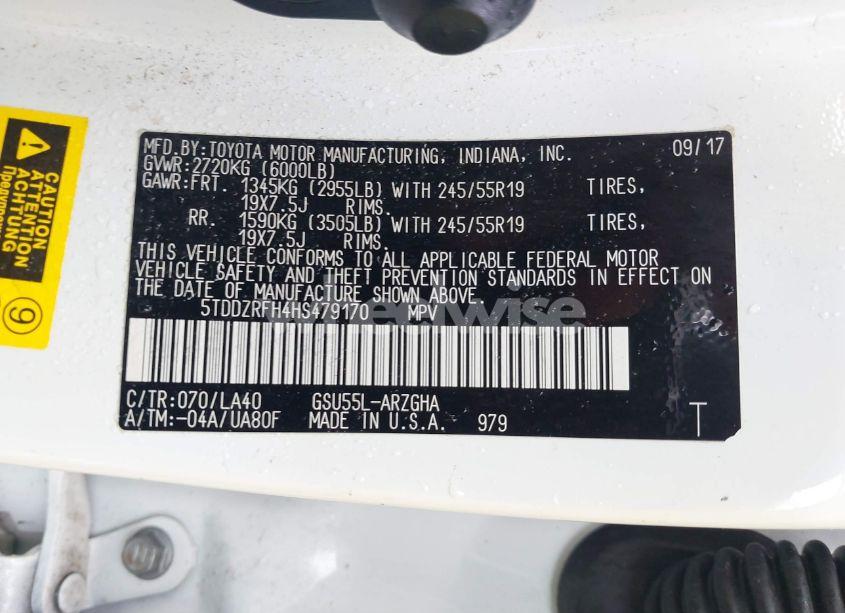 CAUTION
ATTENTION
ACHTUNG
9
MFD.BY:TOYOTA MOTOR MANUFACTURING, INDIANA, INC. 09/17
GVWR:2720KG (6000LB)
GAWR:FRT. 1345KG (2955LB) WITH 245/55R19 TIRES,
19X7.5J RIMS.
RR. 1590KG (3505LB) WITH 245/55R19 TIRES,
19X7.5J RIMS.
THIS VEHICLE CONFORMS TO ALL APPLICABLE FEDERAL MOTOR
VEHICLE SAFETY AND THEFT PREVENTION STANDARDS IN EFFECT ON
THE DATE OF MANUFACTURE SHOWN ABOVE.
5TDDZRFH4HS479170 MPV
C/TR:070/LA40 GSU55L-ARZGHA
A/TM:-04A/UA80F MADE IN U.S.A. 979 T